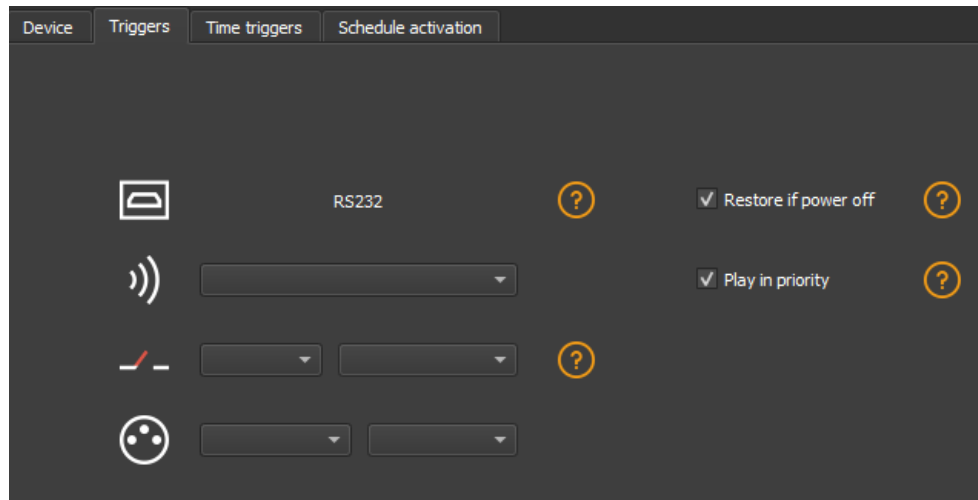 Device Triggers Time triggers Schedule activation
RS232 ? Restore if power off ?
Play in priority ?
?